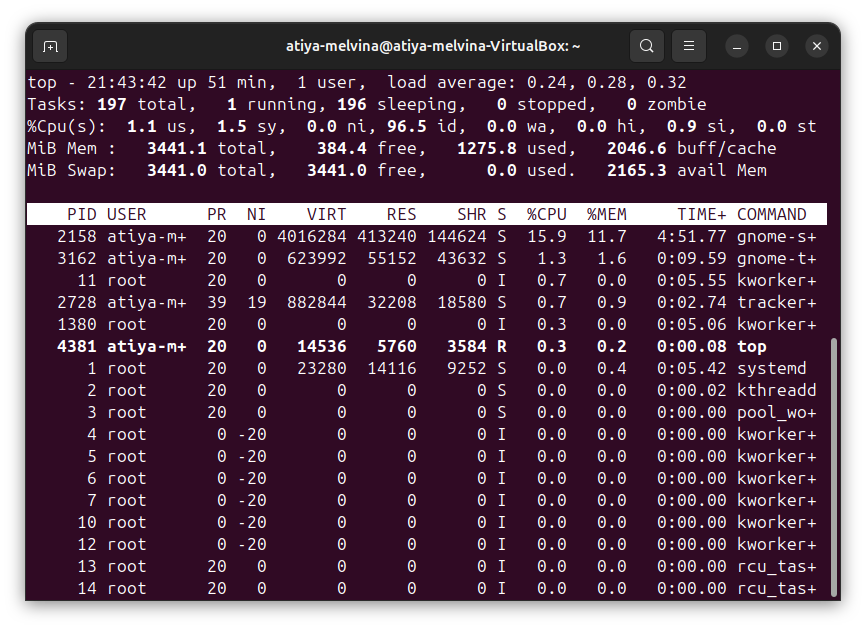 atiya-melvina@atiya-melvina-VirtualBox: ~
top - 21:43:42 up 51 min,  1 user,  load average: 0.24, 0.28, 0.32
Tasks: 197 total,   1 running, 196 sleeping,   0 stopped,   0 zombie
%Cpu(s):  1.1 us,  1.5 sy,  0.0 ni, 96.5 id,  0.0 wa,  0.0 hi,  0.9 si,  0.0 st
MiB Mem :   3441.1 total,    384.4 free,   1275.8 used,   2046.6 buff/cache
MiB Swap:   3441.0 total,   3441.0 free,      0.0 used.   2165.3 avail Mem
    PID USER      PR  NI    VIRT    RES    SHR S  %CPU  %MEM     TIME+ COMMAND
   2158 atiya-m+  20   0 4016284 413240 144624 S  15.9  11.7   4:51.77 gnome-s+
   3162 atiya-m+  20   0  623992  55152  43632 S   1.3   1.6   0:09.59 gnome-t+
     11 root      20   0       0      0      0 I   0.7   0.0   0:05.55 kworker+
   2728 atiya-m+  39  19  882844  32208  18580 S   0.7   0.9   0:02.74 tracker+
   1380 root      20   0       0      0      0 I   0.3   0.0   0:05.06 kworker+
   4381 atiya-m+  20   0   14536   5760   3584 R   0.3   0.2   0:00.08 top
      1 root      20   0   23280  14116   9252 S   0.0   0.4   0:05.42 systemd
      2 root      20   0       0      0      0 S   0.0   0.0   0:00.02 kthreadd
      3 root      20   0       0      0      0 S   0.0   0.0   0:00.00 pool_wo+
      4 root       0 -20       0      0      0 I   0.0   0.0   0:00.00 kworker+
      5 root       0 -20       0      0      0 I   0.0   0.0   0:00.00 kworker+
      6 root       0 -20       0      0      0 I   0.0   0.0   0:00.00 kworker+
      7 root       0 -20       0      0      0 I   0.0   0.0   0:00.00 kworker+
     10 root       0 -20       0      0      0 I   0.0   0.0   0:00.00 kworker+
     12 root       0 -20       0      0      0 I   0.0   0.0   0:00.00 kworker+
     13 root      20   0       0      0      0 I   0.0   0.0   0:00.00 rcu_tas+
     14 root      20   0       0      0      0 I   0.0   0.0   0:00.00 rcu_tas+